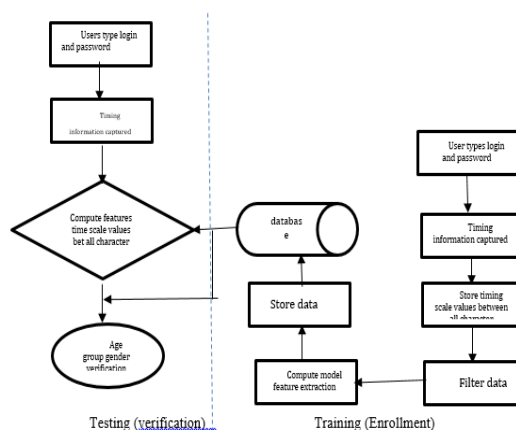 Users type login
and password
Timing
information captured
Compute features
time scale values
bet all character
Age
group gender
verification
databas
e
Store data
Compute model
feature extraction
User types login
and password
Timing
information captured
Store timing
scale values between
all character
Filter data
Testing (verification)
Training (Enrollment)